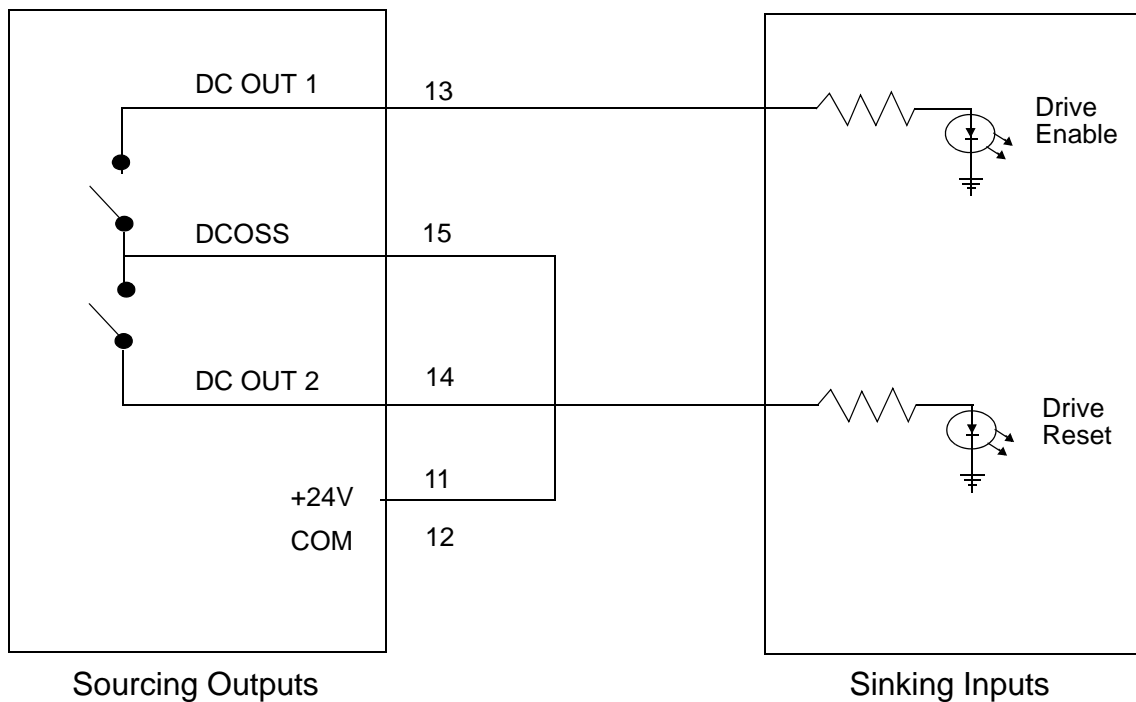 DC OUT 1
13
Drive
Enable
DCOSS
15
DC OUT 2
14
Drive
Reset
+24V
11
COM
12
Sourcing Outputs
Sinking Inputs